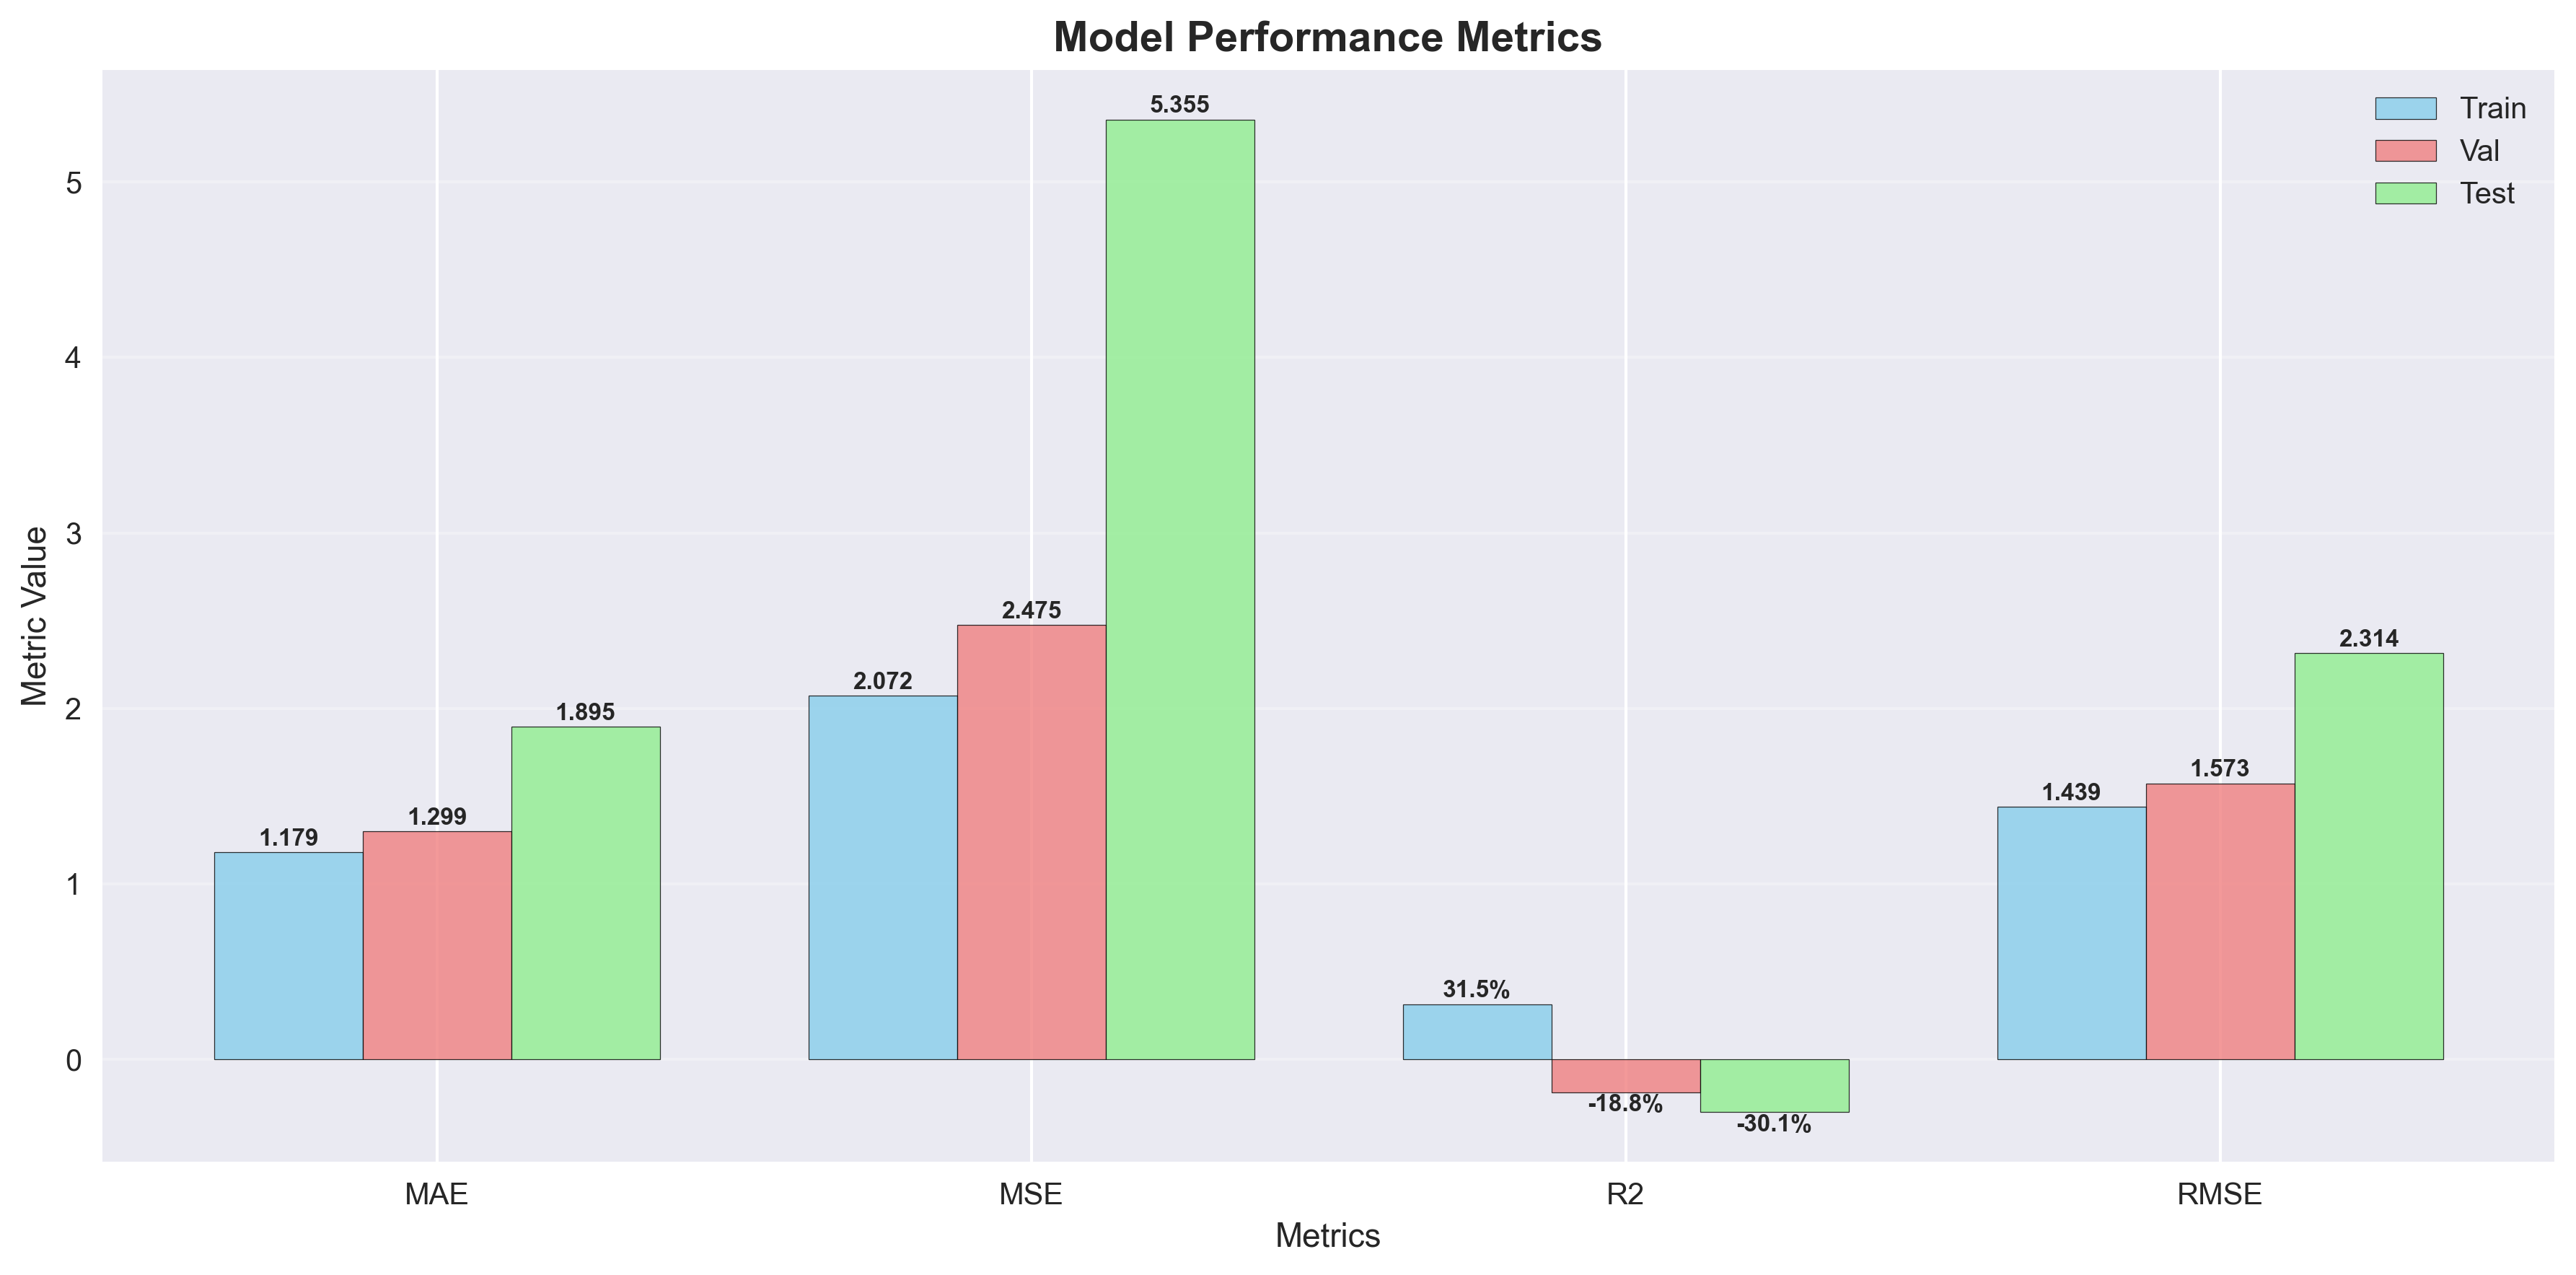 Model Performance Metrics
Train
Val
Test
Metric Value
5
4
3
2
1
0
1.179
1.299
1.895
2.072
2.475
5.355
31.5%
-18.8%
-30.1%
1.439
1.573
2.314
MAE
MSE
R2
RMSE
Metrics